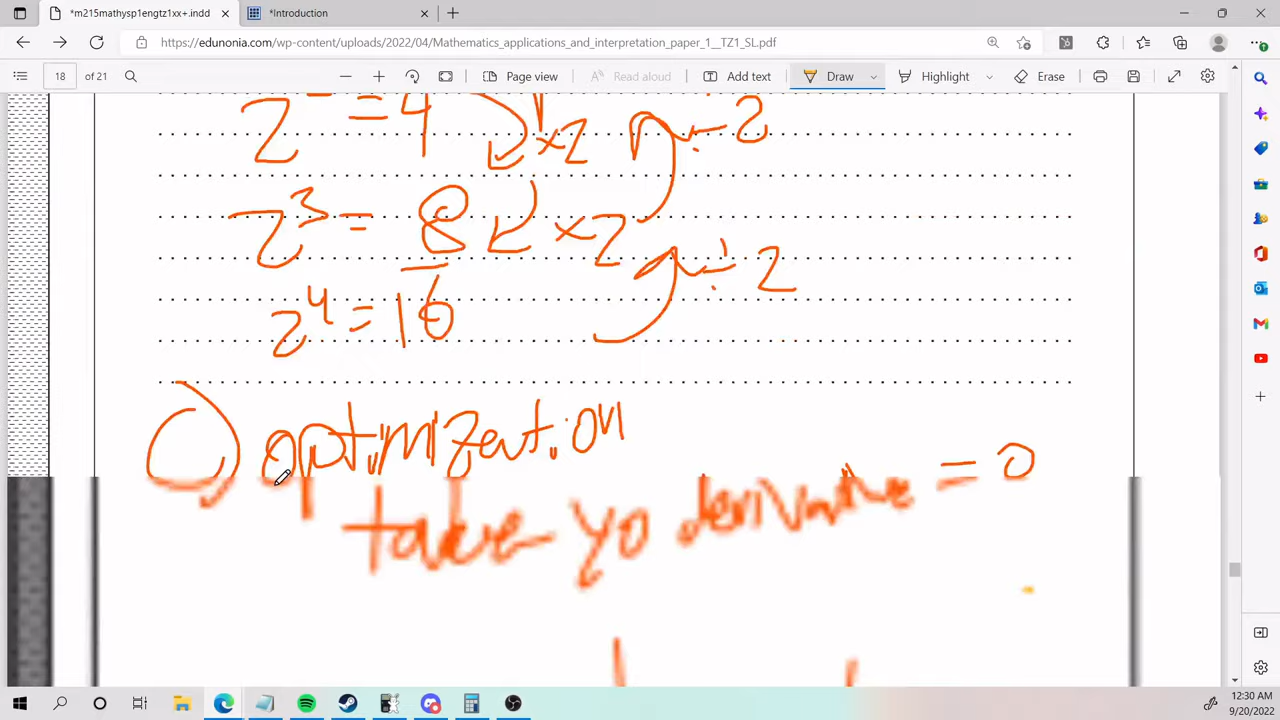 *m215mathysp1engtz1xx+.indd
*Introduction
https://edunonia.com/wp-content/uploads/2022/04/Mathematics_applications_and_interpretation_paper_1__TZ1_SL.pdf
18 of 21 Page view Read aloud Add text Draw Highlight Erase
2 = 4 ×2 ÷2
2³ = 8 ×2
÷2
2⁴ = 16
c) optimization
take yo derivative = 0
12:30 AM
9/20/2022